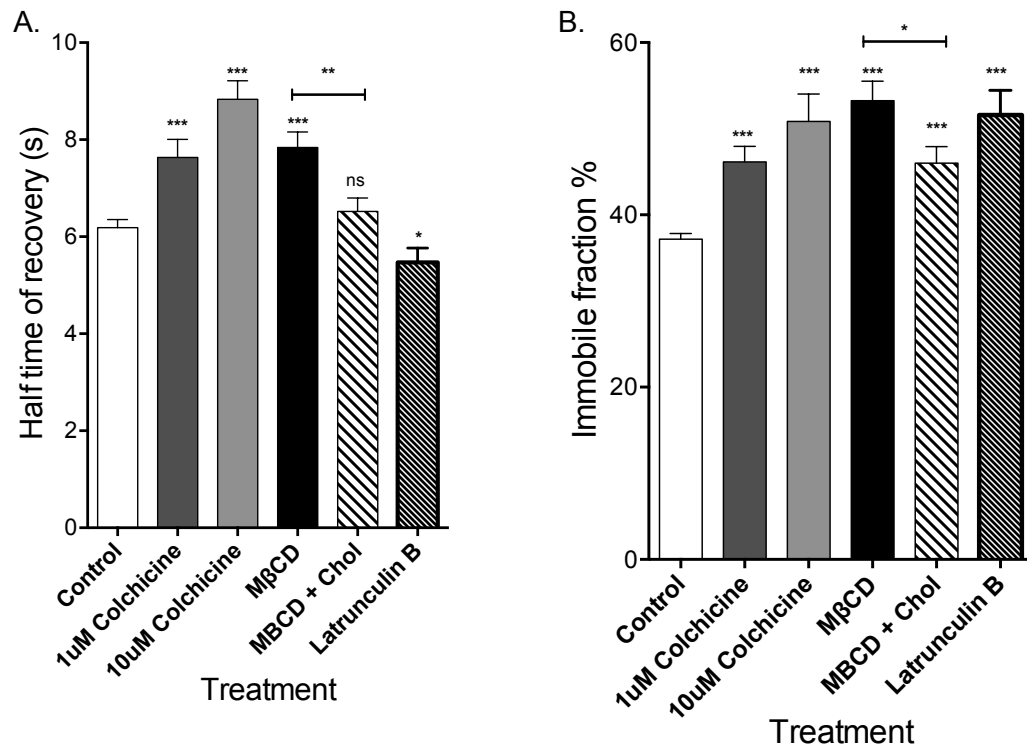 A.
Half time of recovery (s)
10
8
6
4
2
0
***
***
***
**
ns
*
Control
1uM Colchicine
10uM Colchicine
MβCD
MBCD + Chol
Latrunculin B
Treatment
B.
Immobile fraction %
60
40
20
0
***
***
***
*
***
***
Control
1uM Colchicine
10uM Colchicine
MβCD
MBCD + Chol
Latrunculin B
Treatment